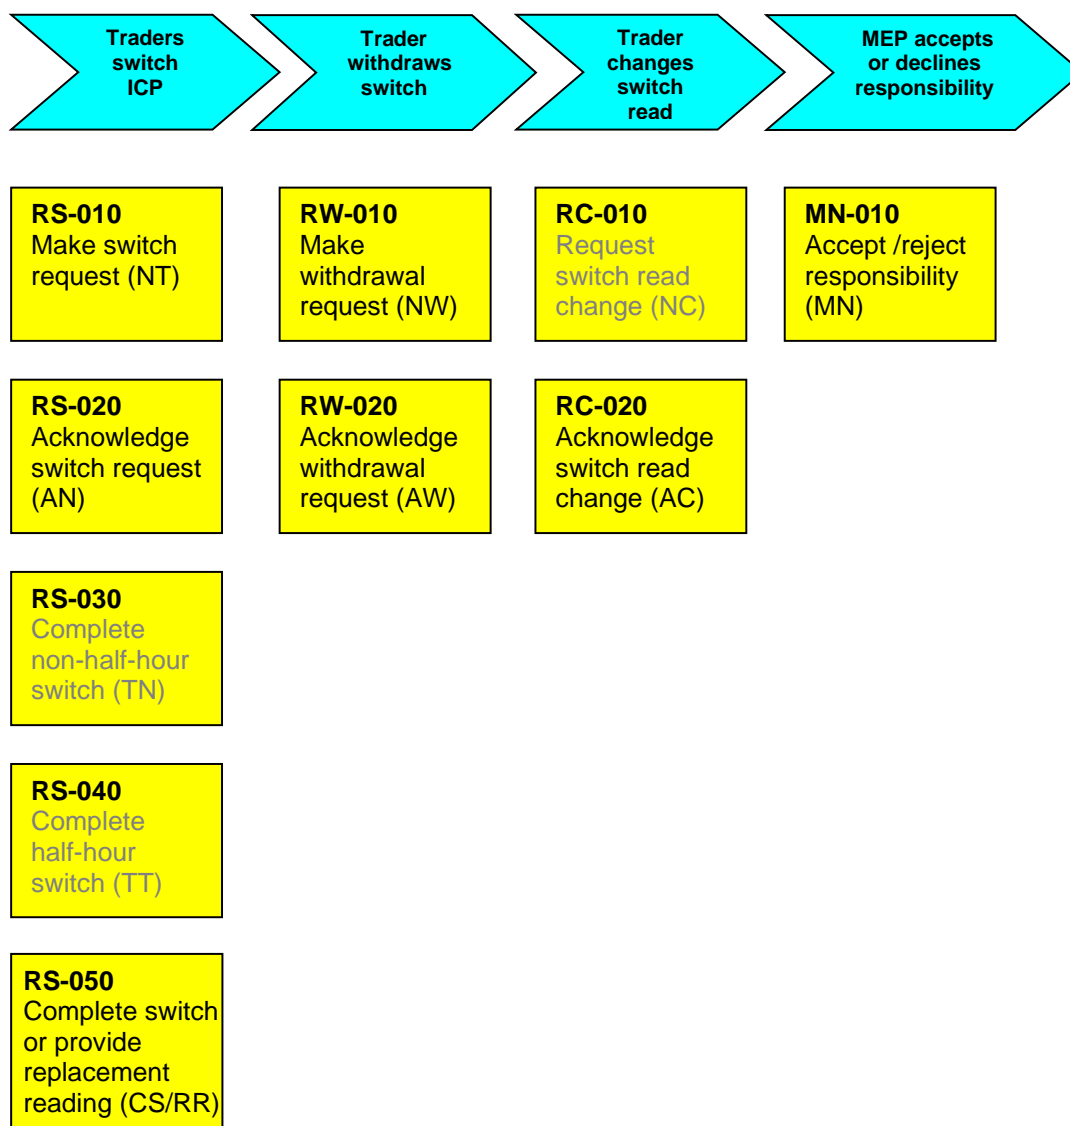 Traders
switch
ICP
Trader
withdraws
switch
Trader
changes
switch
read
MEP accepts
or declines
responsibility
RS-010
Make switch
request (NT)
RW-010
Make
withdrawal
request (NW)
RC-010
Request
switch read
change (NC)
MN-010
Accept /reject
responsibility
(MN)
RS-020
Acknowledge
switch request
(AN)
RW-020
Acknowledge
withdrawal
request (AW)
RC-020
Acknowledge
switch read
change (AC)
RS-030
Complete
non-half-hour
switch (TN)
RS-040
Complete
half-hour
switch (TT)
RS-050
Complete switch
or provide
replacement
reading (CS/RR)